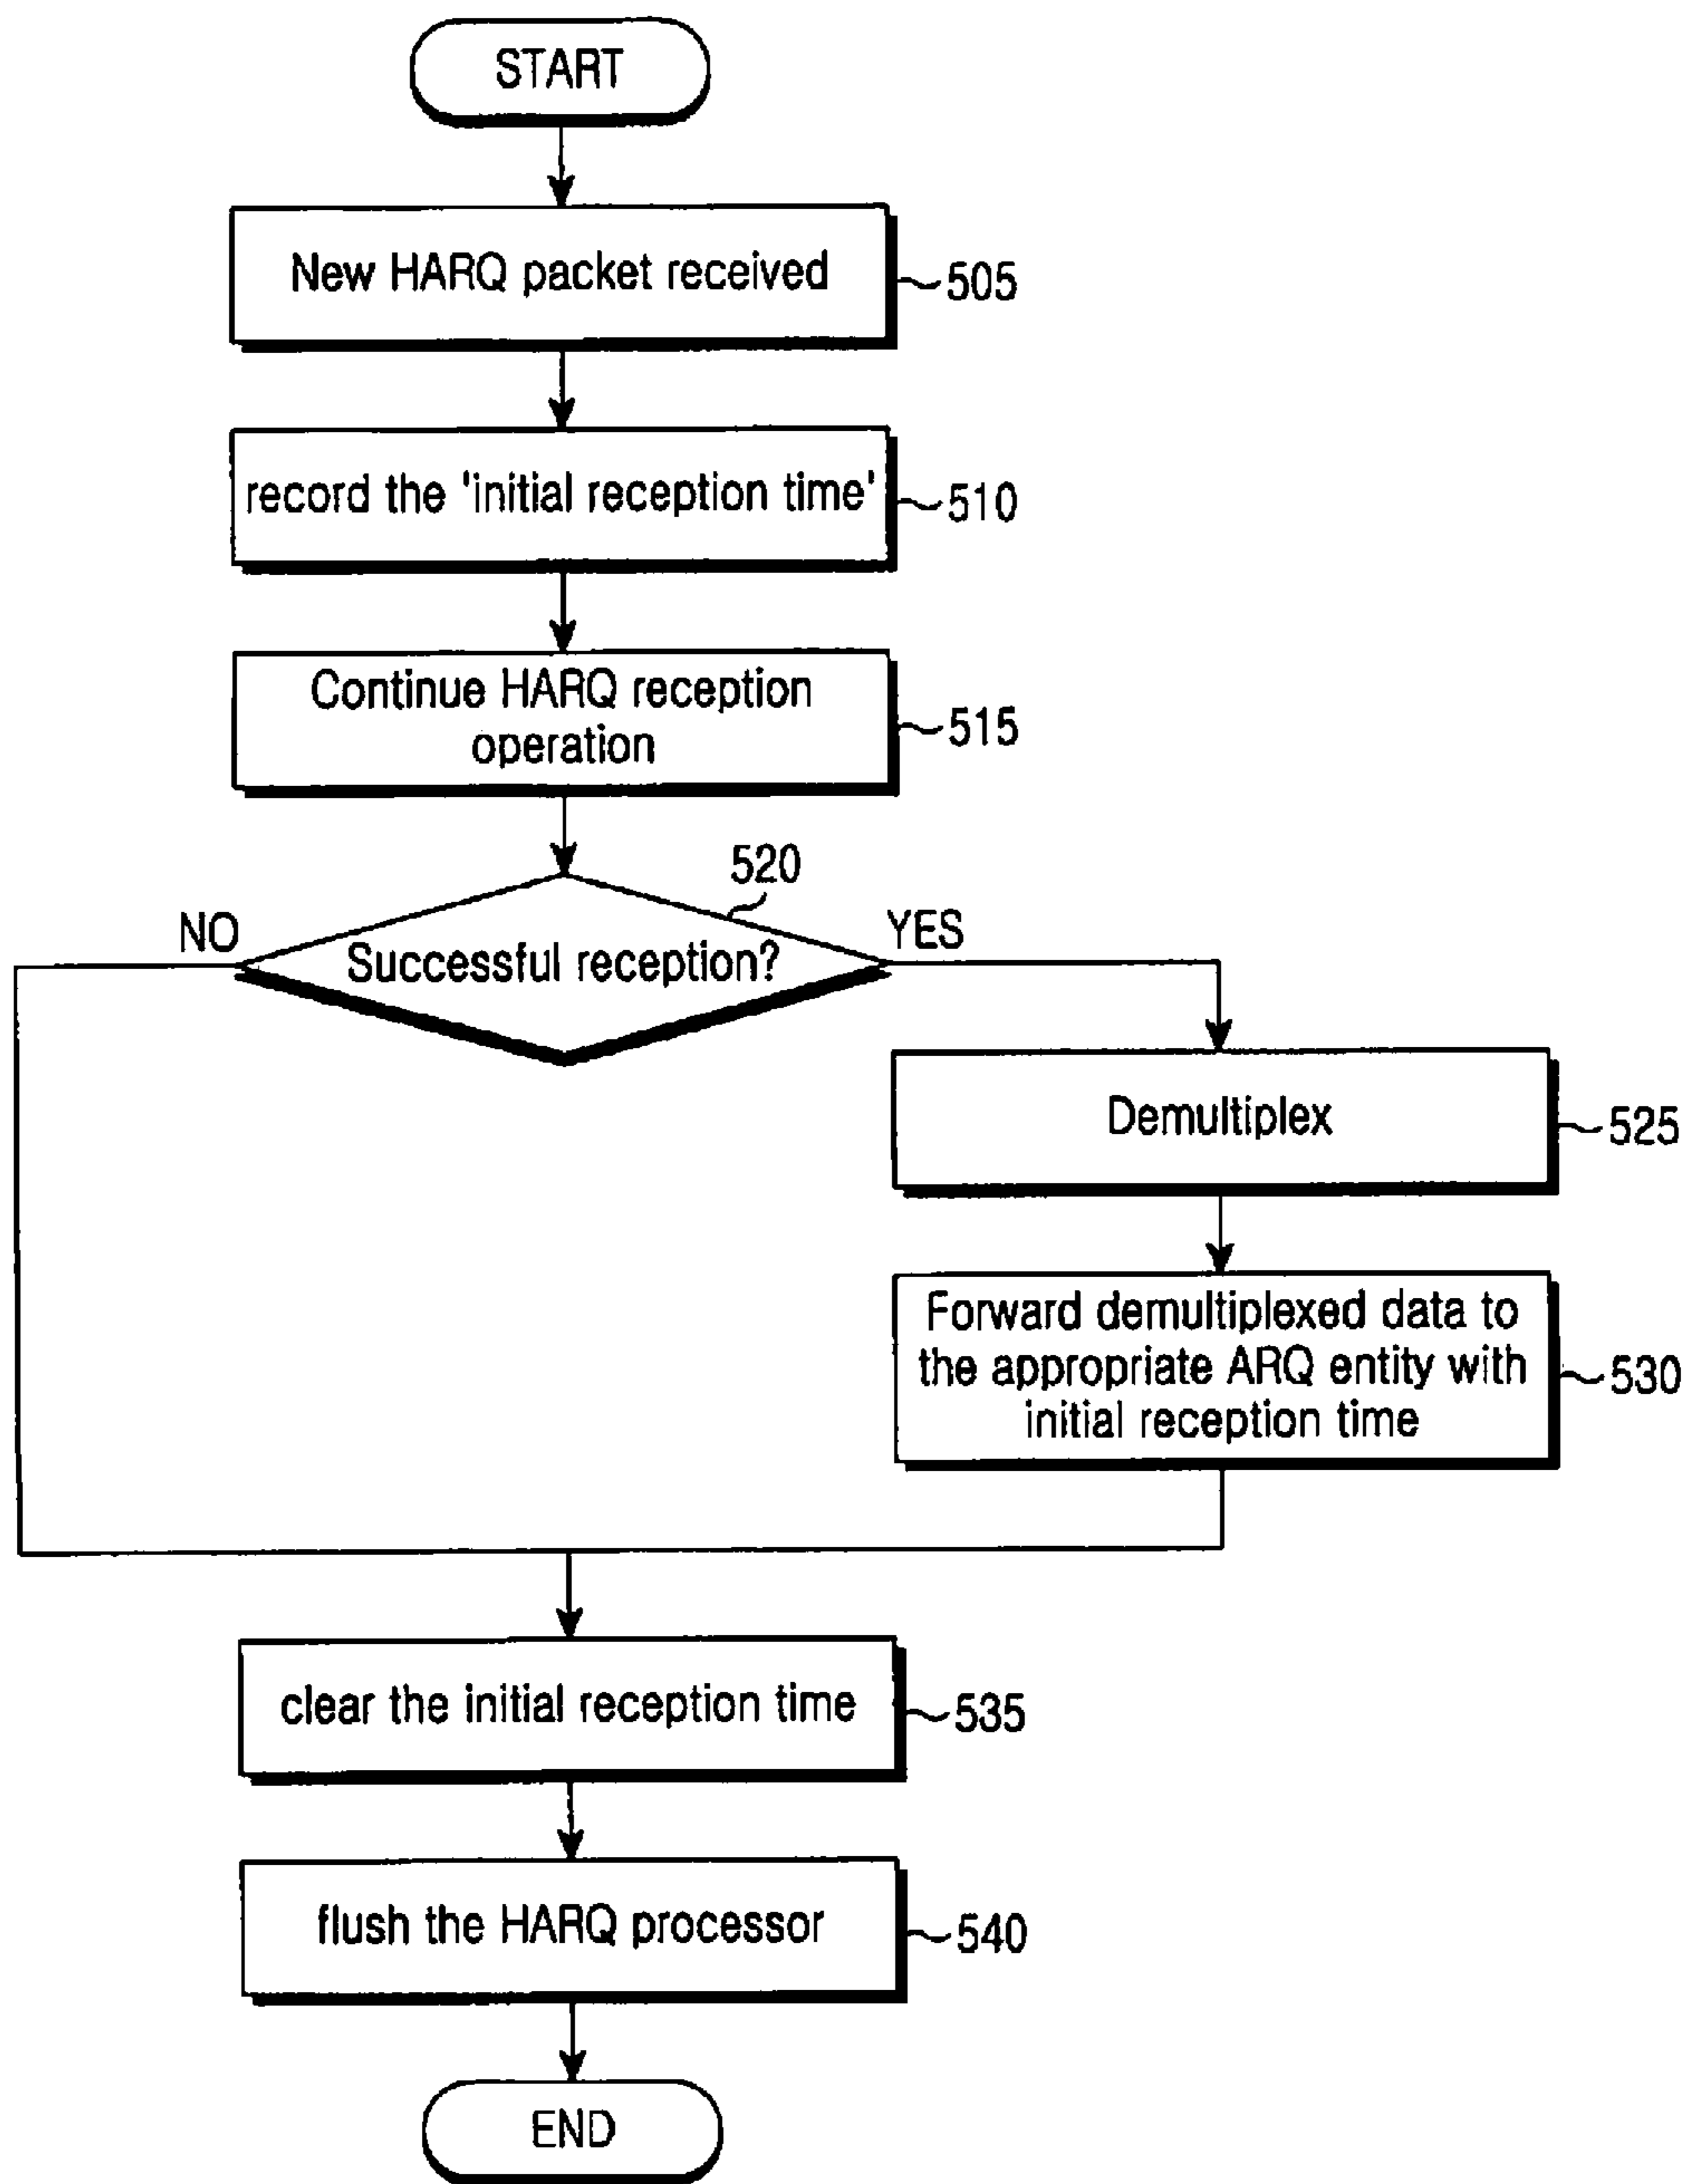 START
New HARQ packet received
505
record the 'initial reception time'
510
Continue HARQ reception
operation
515
520
NO
Successful reception?
YES
Demultiplex
525
Forward demultiplexed data to
the appropriate ARQ entity with
initial reception time
530
clear the initial reception time
535
flush the HARQ processor
540
END